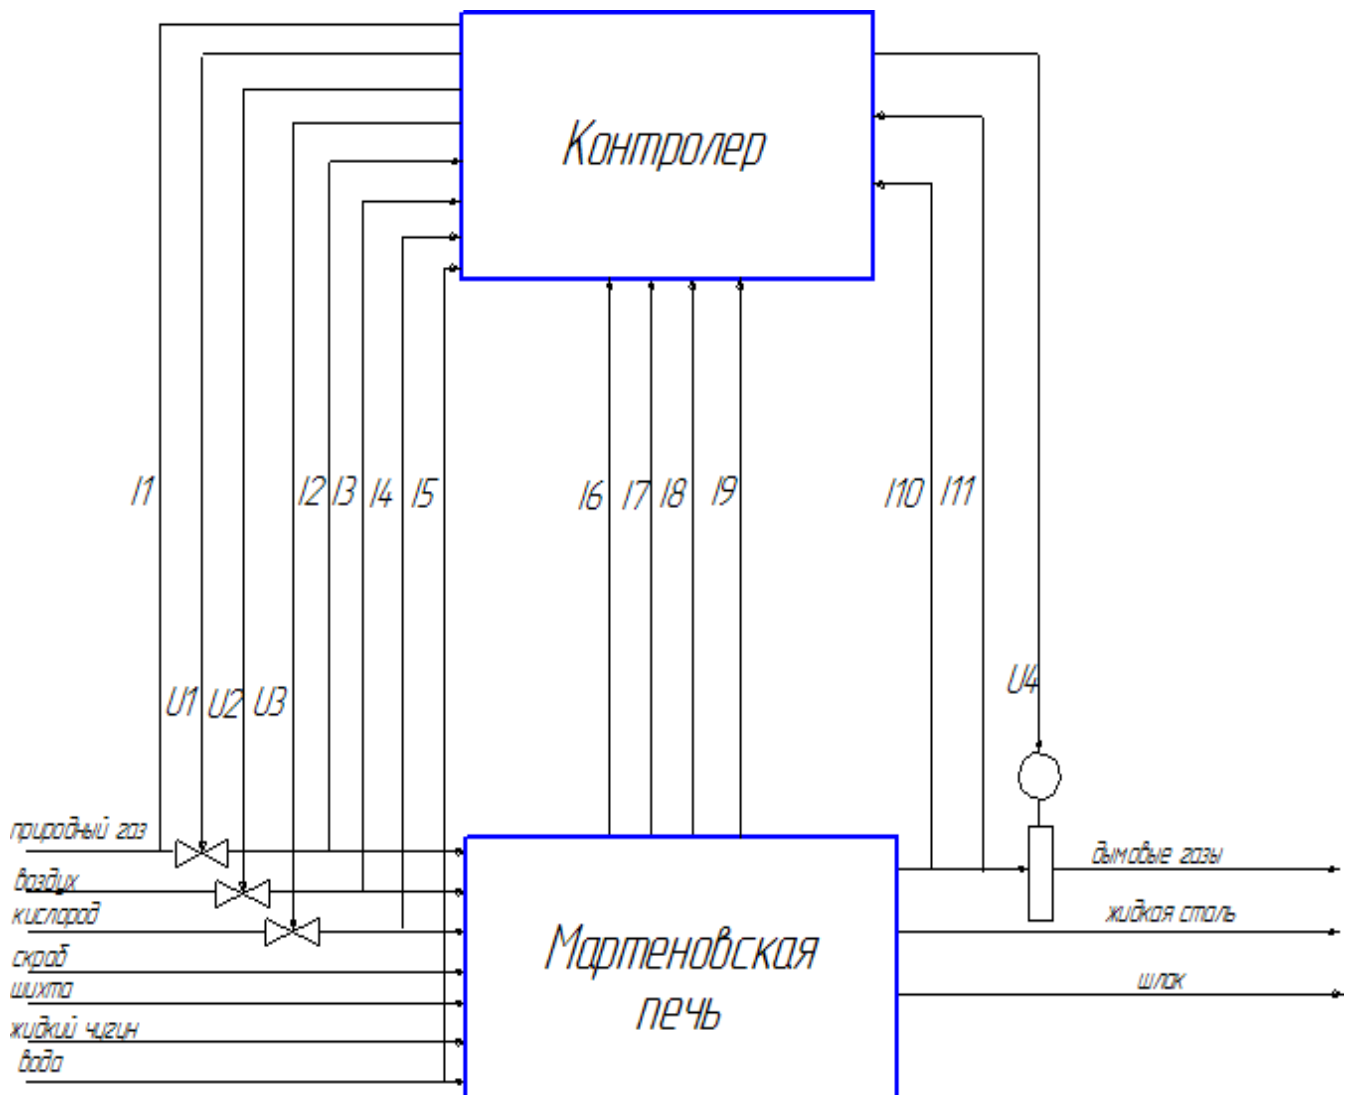 Контролер
I1
I2
I3
I4
I5
I6
I7
I8
I9
I10
I11
U1
U2
U3
U4
природный газ
воздух
кислород
скраб
шихта
жидкий чугун
вода
Мартеновская
печь
дымовые газы
жидкая сталь
шлак